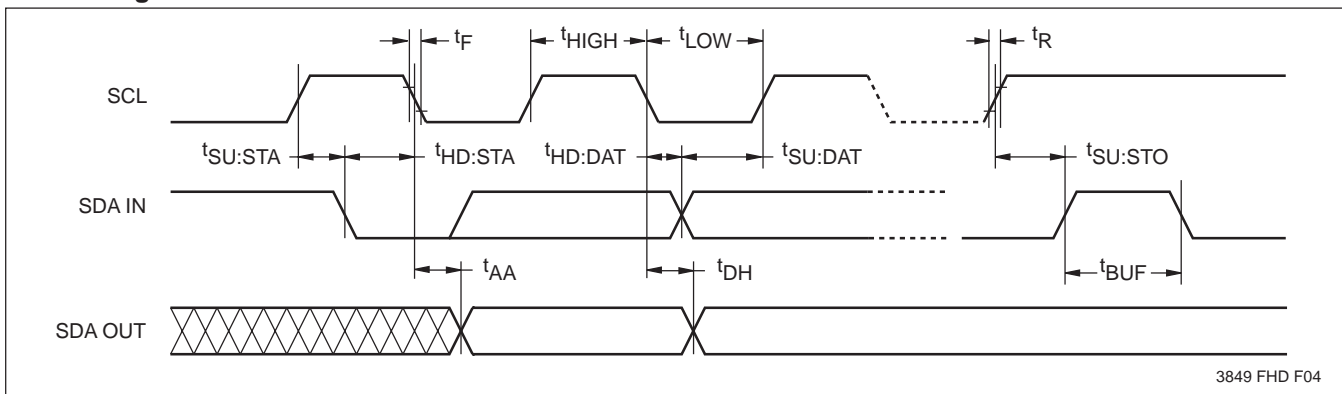 tF
tHIGH
tLOW
tR
SCL
tSU:STA
tHD:STA
tHD:DAT
tSU:DAT
tSU:STO
SDA IN
tAA
tDH
tBUF
SDA OUT
3849 FHD F04